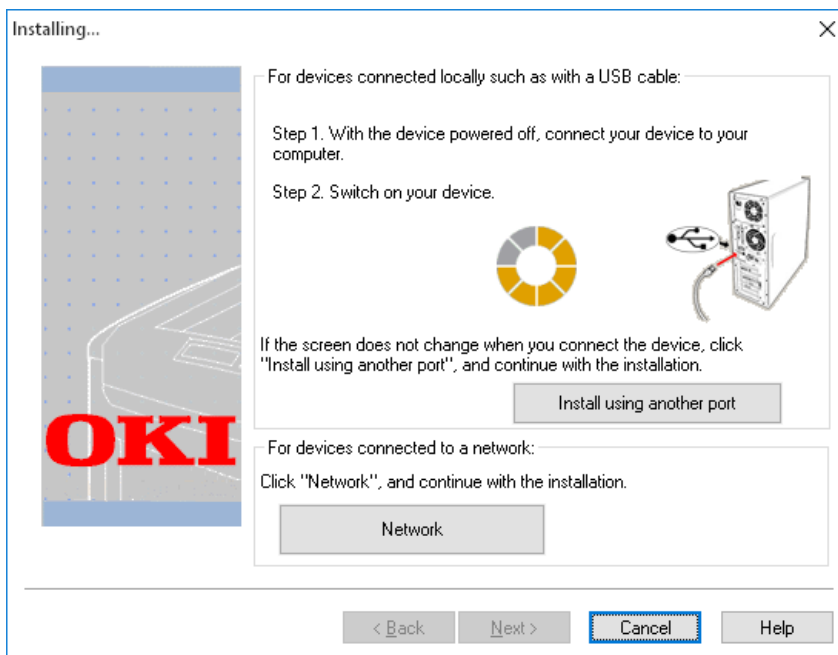 Installing...
For devices connected locally such as with a USB cable:
Step 1. With the device powered off, connect your device to your
computer.
Step 2. Switch on your device.
If the screen does not change when you connect the device, click
"Install using another port", and continue with the installation.
Install using another port
OKI
For devices connected to a network:
Click "Network", and continue with the installation.
Network
< Back
Next >
Cancel
Help